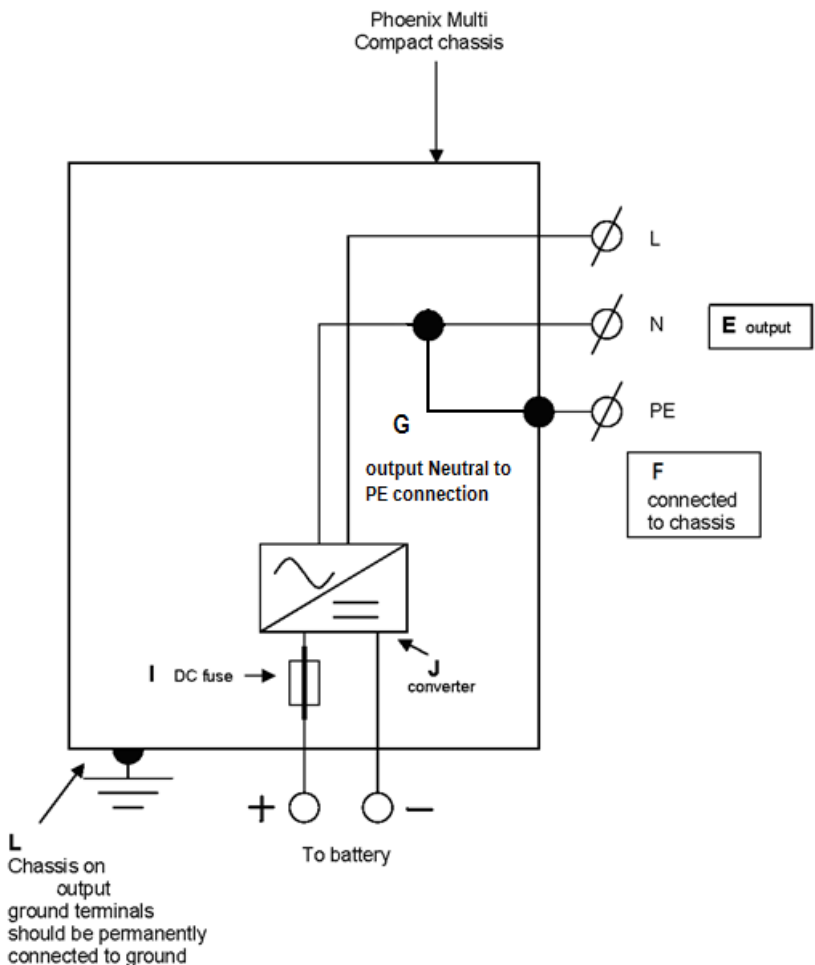 Phoenix Multi
Compact chassis
L
N
E output
PE
G
output Neutral to
PE connection
F
connected
to chassis
I DC fuse
J
converter
+ −
To battery
L
Chassis on
output
ground terminals
should be permanently
connected to ground